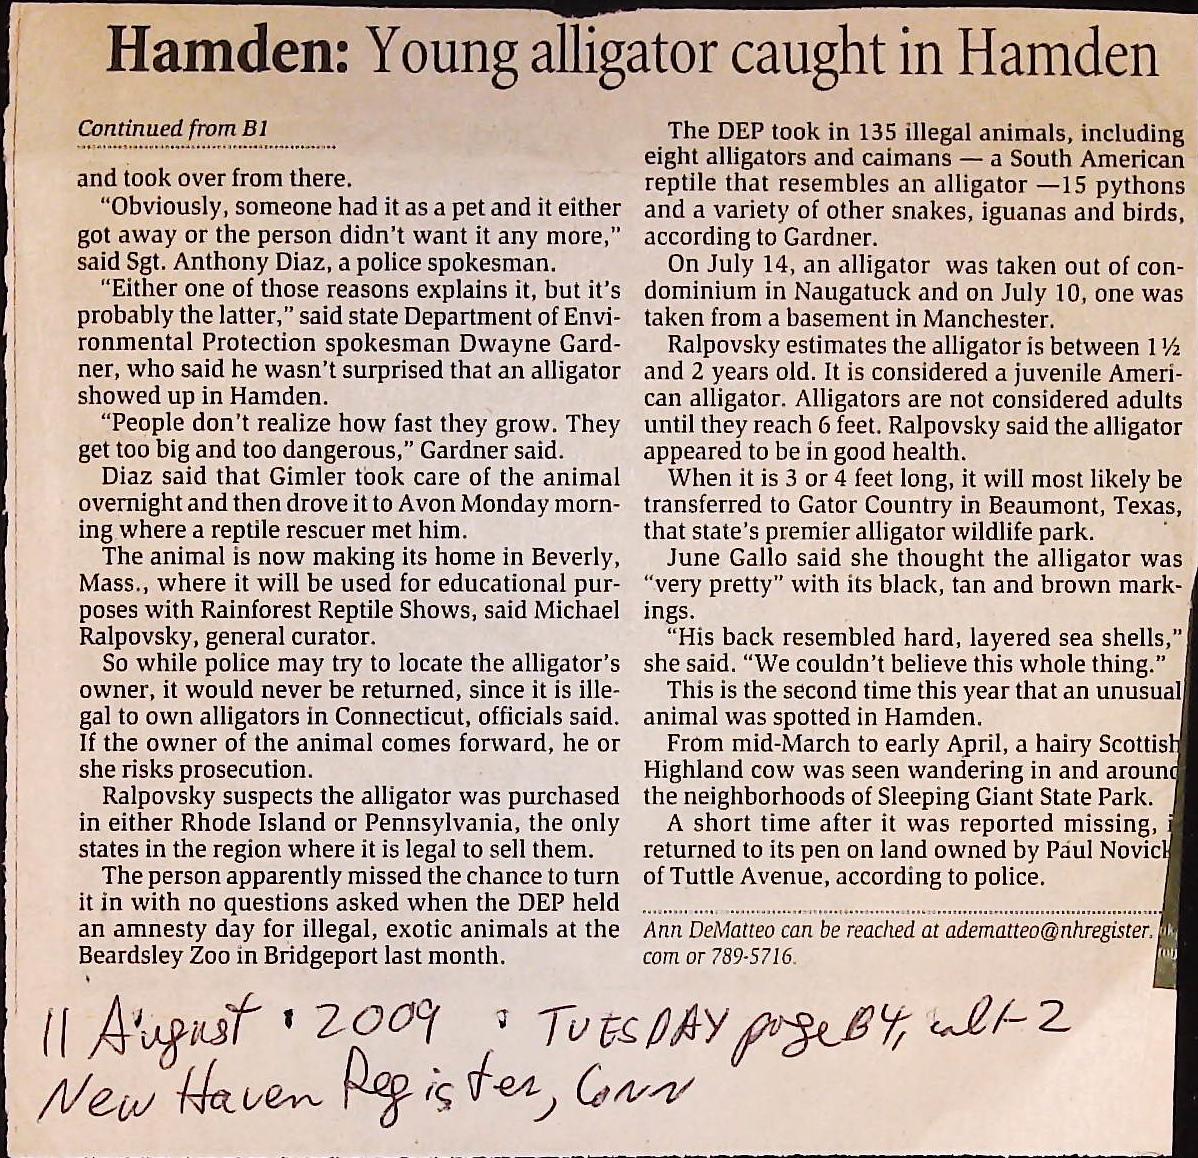 Hamden: Young alligator caught in Hamden
Continued from B1
and took over from there.
“Obviously, someone had it as a pet and it either
got away or the person didn’t want it any more,”
said Sgt. Anthony Diaz, a police spokesman.
“Either one of those reasons explains it, but it’s
probably the latter,” said state Department of Envi-
ronmental Protection spokesman Dwayne Gard-
ner, who said he wasn’t surprised that an alligator
showed up in Hamden.
“People don’t realize how fast they grow. They
get too big and too dangerous,” Gardner said.
Diaz said that Gimler took care of the animal
overnight and then drove it to Avon Monday morn-
ing where a reptile rescuer met him.
The animal is now making its home in Beverly,
Mass., where it will be used for educational pur-
poses with Rainforest Reptile Shows, said Michael
Ralpovsky, general curator.
So while police may try to locate the alligator’s
owner, it would never be returned, since it is ille-
gal to own alligators in Connecticut, officials said.
If the owner of the animal comes forward, he or
she risks prosecution.
Ralpovsky suspects the alligator was purchased
in either Rhode Island or Pennsylvania, the only
states in the region where it is legal to sell them.
The person apparently missed the chance to turn
it in with no questions asked when the DEP held
an amnesty day for illegal, exotic animals at the
Beardsley Zoo in Bridgeport last month.
The DEP took in 135 illegal animals, including
eight alligators and caimans — a South American
reptile that resembles an alligator —15 pythons
and a variety of other snakes, iguanas and birds,
according to Gardner.
On July 14, an alligator was taken out of con-
dominium in Naugatuck and on July 10, one was
taken from a basement in Manchester.
Ralpovsky estimates the alligator is between 1 ½
and 2 years old. It is considered a juvenile Ameri-
can alligator. Alligators are not considered adults
until they reach 6 feet. Ralpovsky said the alligator
appeared to be in good health.
When it is 3 or 4 feet long, it will most likely be
transferred to Gator Country in Beaumont, Texas,
that state’s premier alligator wildlife park.
June Gallo said she thought the alligator was
“very pretty” with its black, tan and brown mark-
ings.
“His back resembled hard, layered sea shells,”
she said. “We couldn’t believe this whole thing.”
This is the second time this year that an unusual
animal was spotted in Hamden.
From mid-March to early April, a hairy Scottish
Highland cow was seen wandering in and around
the neighborhoods of Sleeping Giant State Park.
A short time after it was reported missing,
returned to its pen on land owned by Paul Novick
of Tuttle Avenue, according to police.
Ann DeMatteo can be reached at adematteo@nhregister.
com or 789-5716.
11 August 2009 TUESDAY page B4, col 1-2
New Haven Register, Conn